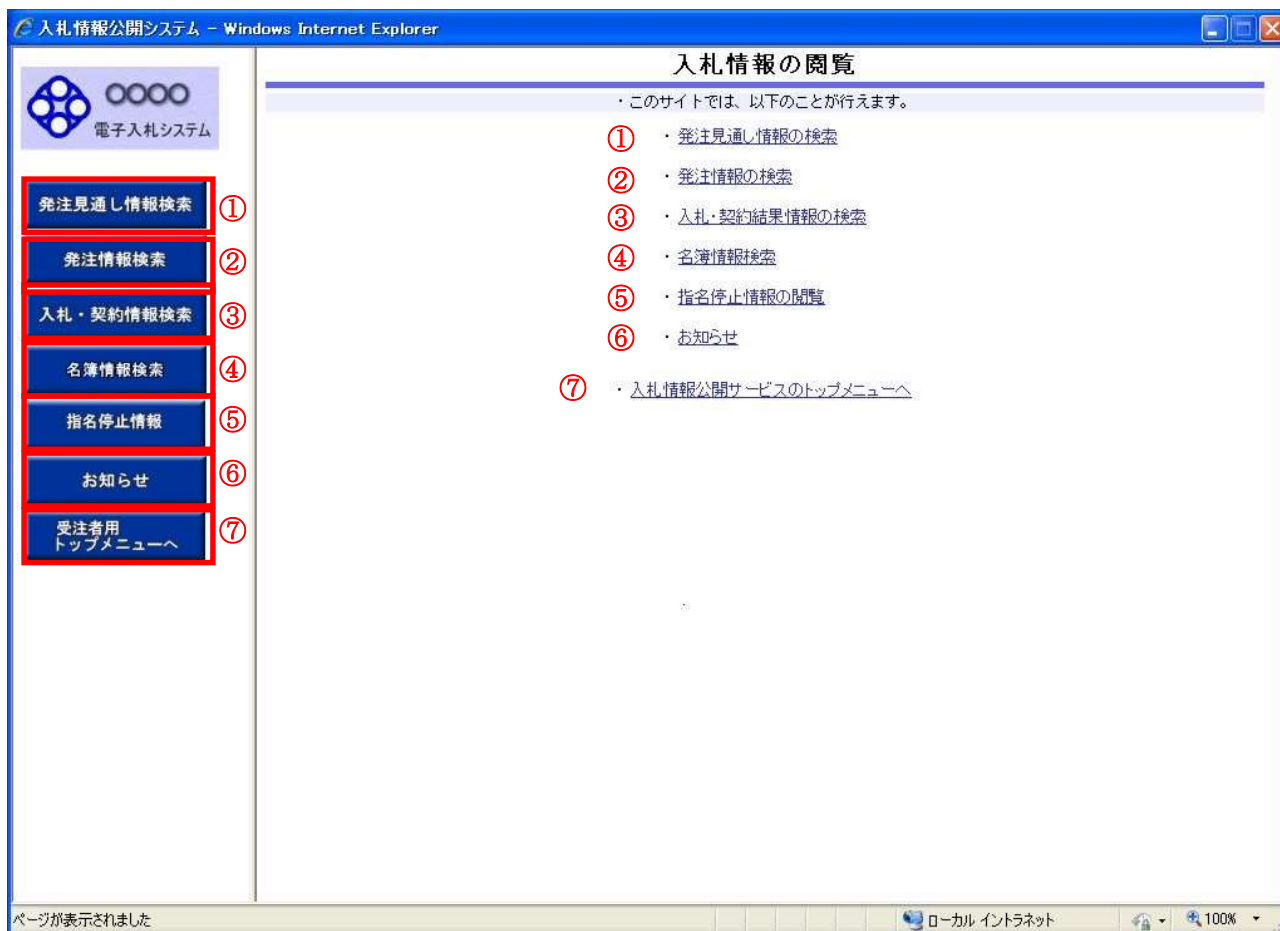 入札情報公開システム - Windows Internet Explorer
〇〇〇〇
電子入札システム
発注見通し情報検索 ①
発注情報検索 ②
入札・契約情報検索 ③
名簿情報検索 ④
指名停止情報 ⑤
お知らせ ⑥
受注者用
トップメニューへ ⑦
入札情報の閲覧
・このサイトでは、以下のことが行えます。
① ・発注見通し情報の検索
② ・発注情報の検索
③ ・入札・契約結果情報の検索
④ ・名簿情報検索
⑤ ・指名停止情報の閲覧
⑥ ・お知らせ
⑦ ・入札情報公開サービスのトップメニューへ
ページが表示されました
ローカル イントラネット
100%